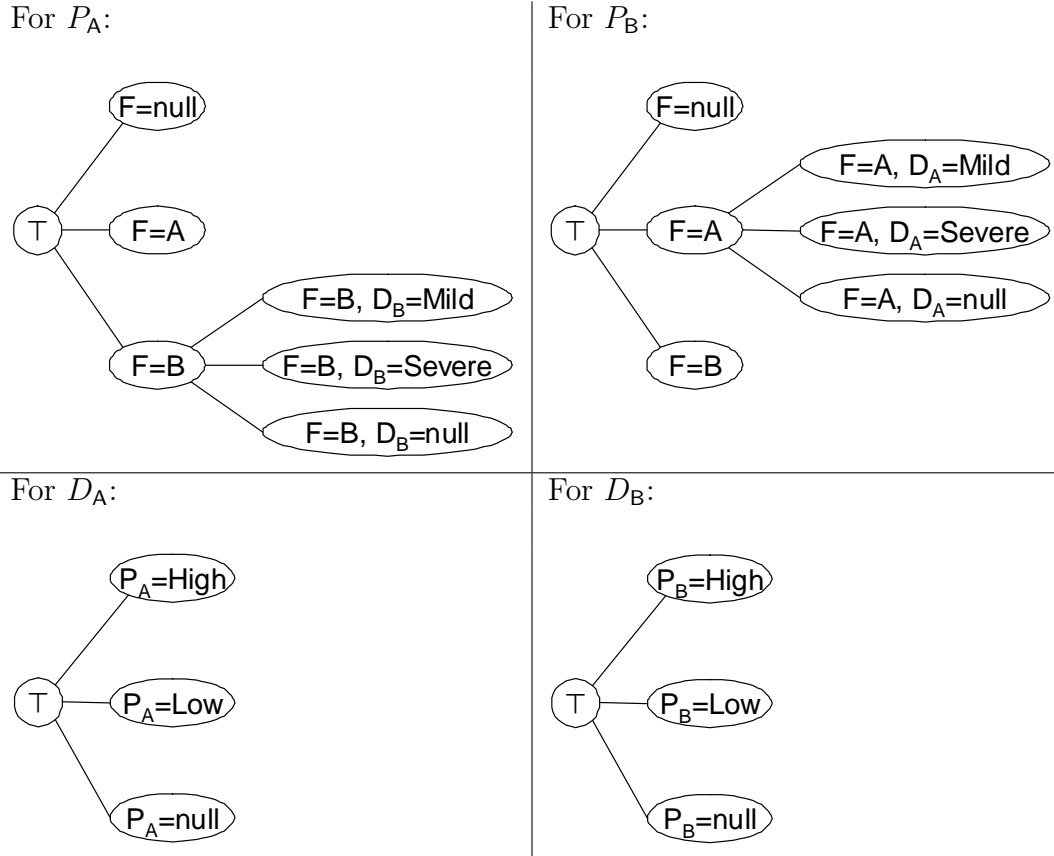 For P_A:
F=null
⊤
F=A
F=B
F=B, D_B=Mild
F=B, D_B=Severe
F=B, D_B=null
For P_B:
F=null
⊤
F=A
F=A, D_A=Mild
F=A, D_A=Severe
F=A, D_A=null
F=B
For D_A:
P_A=High
⊤
P_A=Low
P_A=null
For D_B:
P_B=High
⊤
P_B=Low
P_B=null